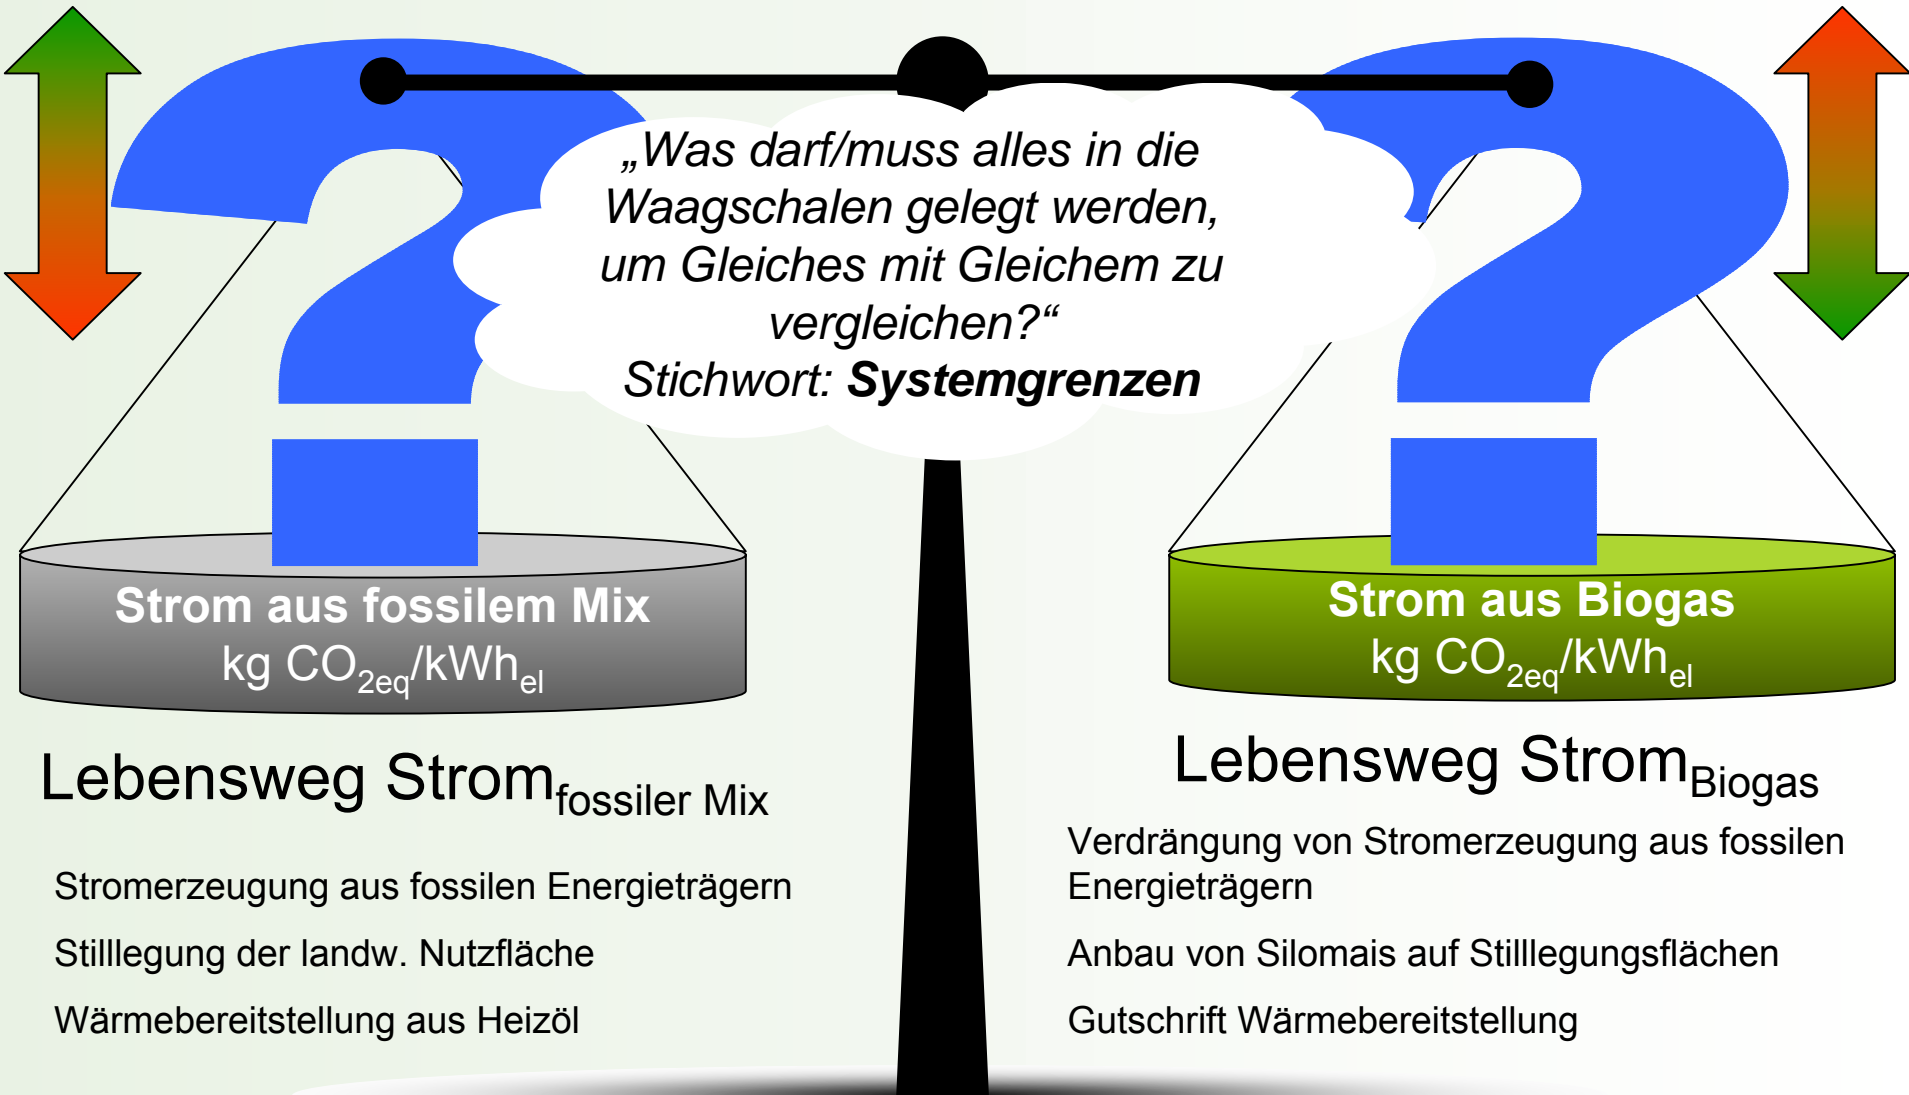 „Was darf/muss alles in die
Waagschalen gelegt werden,
um Gleiches mit Gleichem zu
vergleichen?“
Stichwort: Systemgrenzen
Strom aus fossilem Mix
kg CO2eq/kWhel
Strom aus Biogas
kg CO2eq/kWhel
Lebensweg Stromfossiler Mix
Stromerzeugung aus fossilen Energieträgern
Stilllegung der landw. Nutzfläche
Wärmebereitstellung aus Heizöl
Lebensweg StromBiogas
Verdrängung von Stromerzeugung aus fossilen
Energieträgern
Anbau von Silomais auf Stilllegungsflächen
Gutschrift Wärmebereitstellung